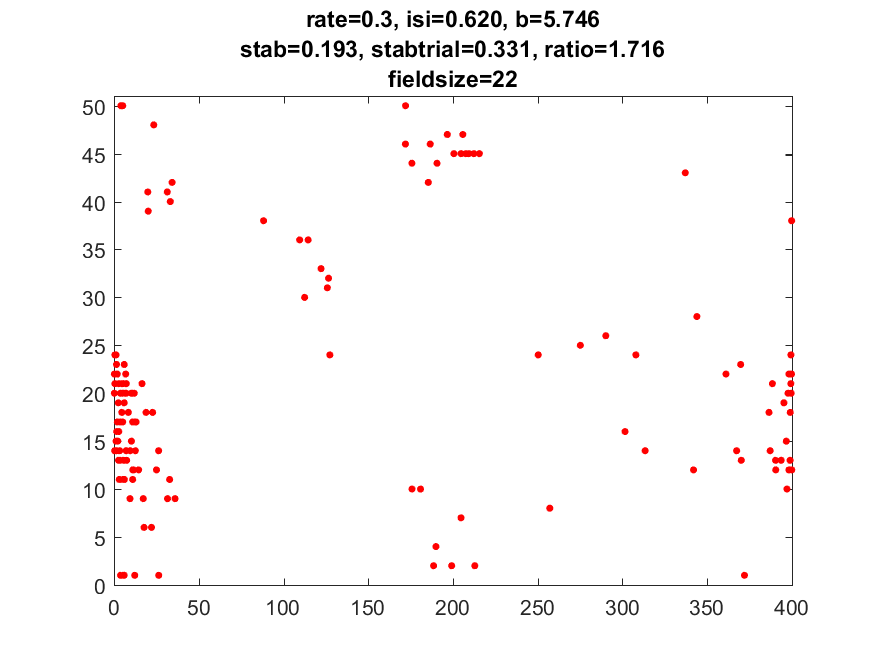 rate=0.3, isi=0.620, b=5.746
stab=0.193, stabtrial=0.331, ratio=1.716
fieldsize=22
50
45
40
35
30
25
20
15
10
5
0
0 50 100 150 200 250 300 350 400